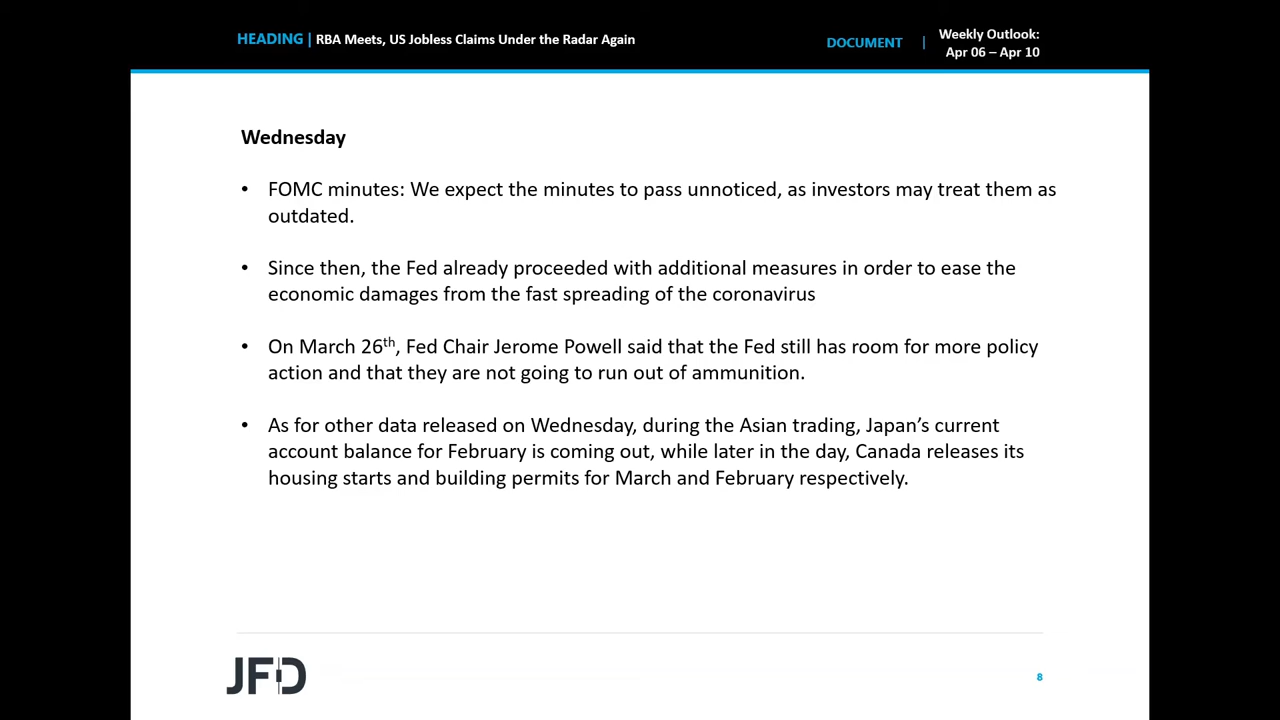 HEADING | RBA Meets, US Jobless Claims Under the Radar Again
DOCUMENT | Weekly Outlook:
Apr 06 – Apr 10
Wednesday
• FOMC minutes: We expect the minutes to pass unnoticed, as investors may treat them as
outdated.
• Since then, the Fed already proceeded with additional measures in order to ease the
economic damages from the fast spreading of the coronavirus
• On March 26th, Fed Chair Jerome Powell said that the Fed still has room for more policy
action and that they are not going to run out of ammunition.
• As for other data released on Wednesday, during the Asian trading, Japan’s current
account balance for February is coming out, while later in the day, Canada releases its
housing starts and building permits for March and February respectively.
JFD
8